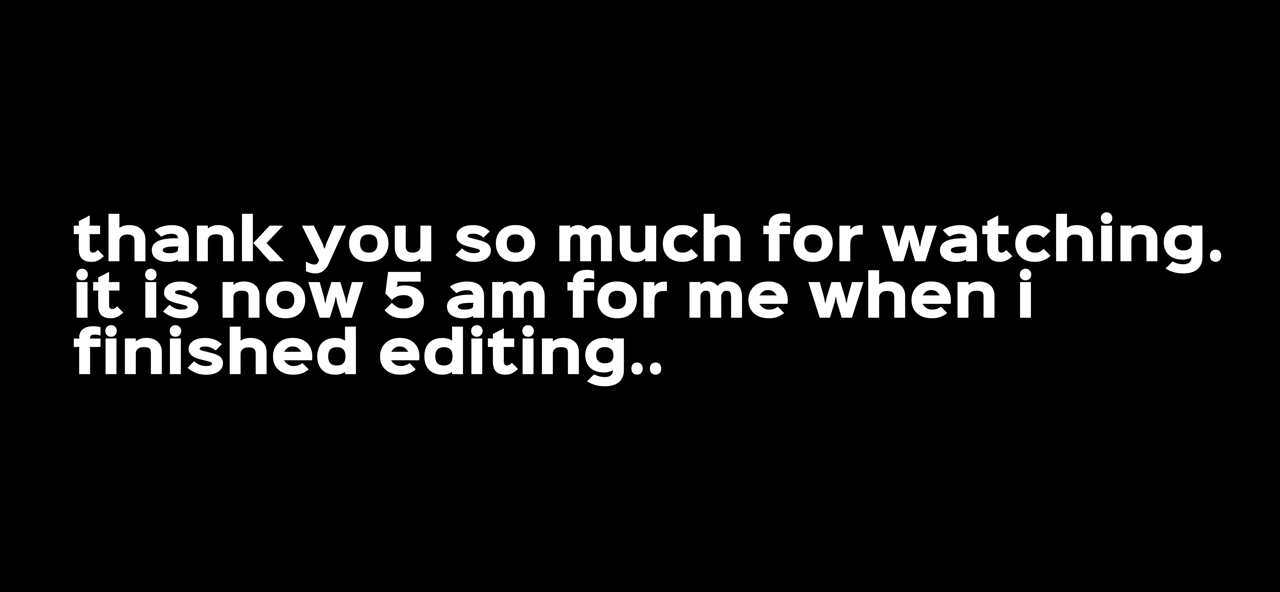 thank you so much for watching.
it is now 5 am for me when i
finished editing..